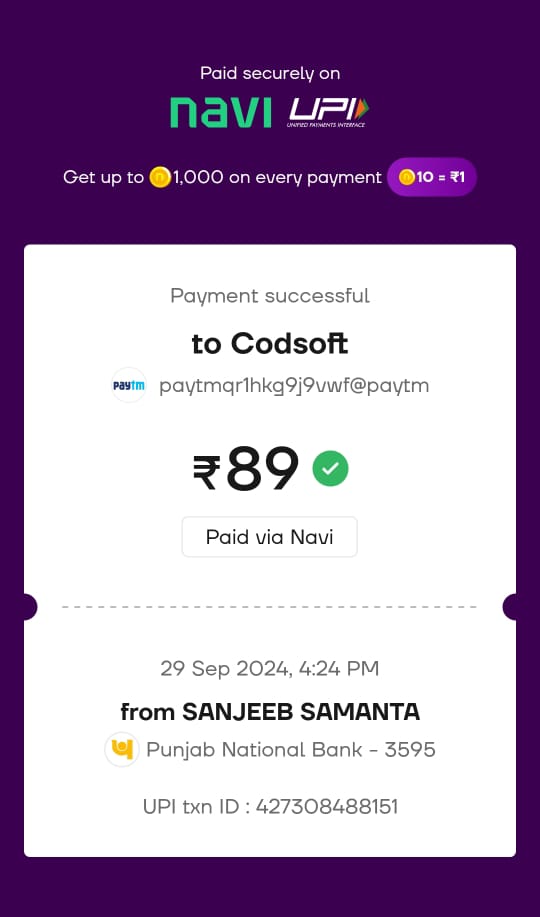 Paid securely on
navi UPI
UNIFIED PAYMENTS INTERFACE
Get up to 1,000 on every payment 10 = ₹1
Payment successful
to Codsoft
paytm paytmqr1hkg9j9vwf@paytm
₹89
Paid via Navi
29 Sep 2024, 4:24 PM
from SANJEEB SAMANTA
Punjab National Bank - 3595
UPI txn ID : 427308488151